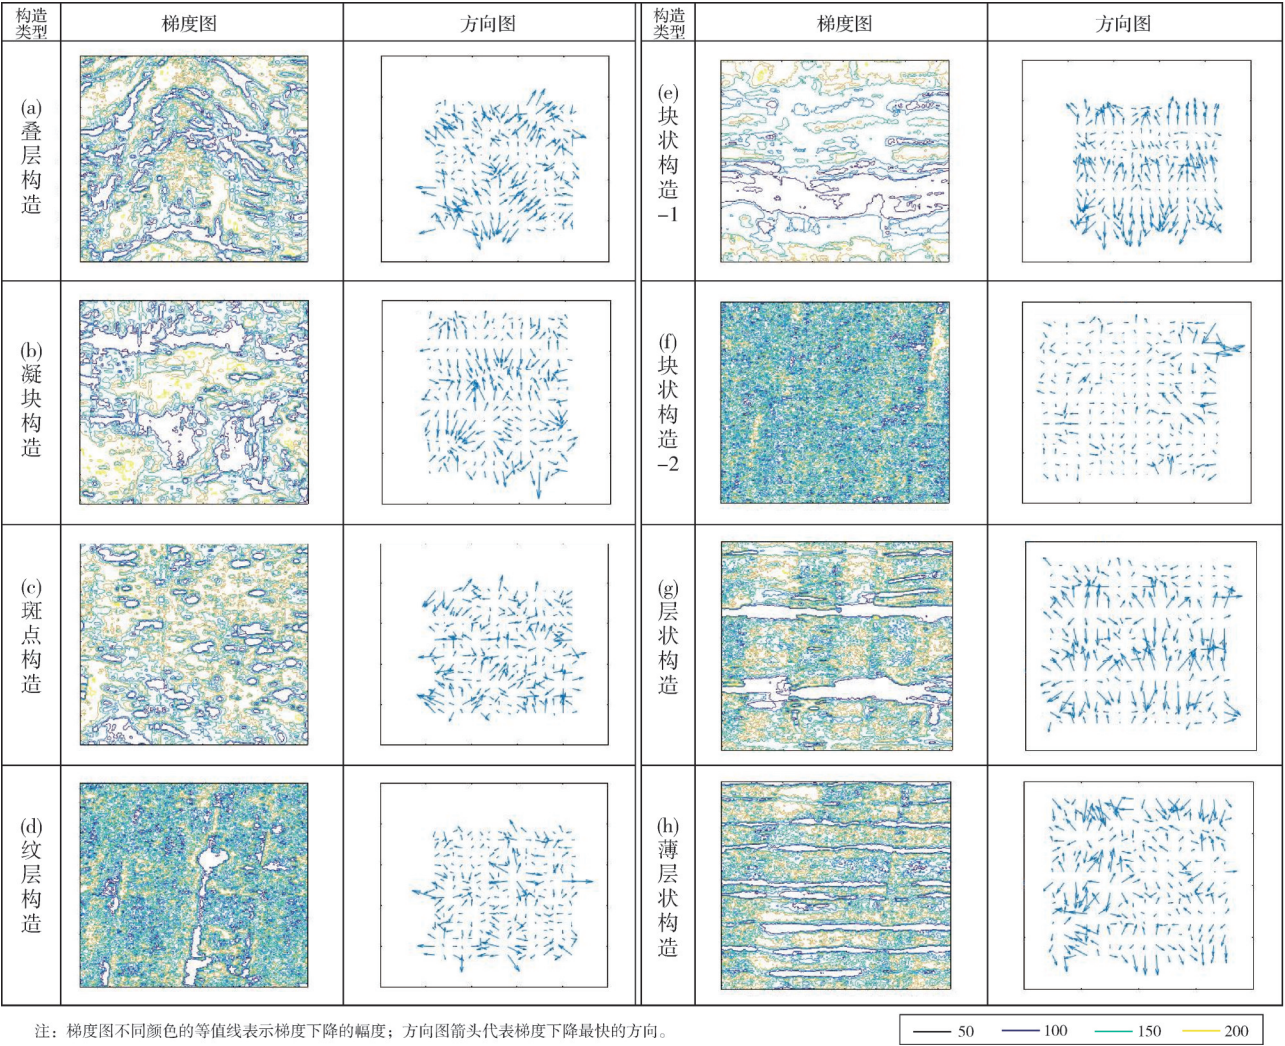 构造类型 梯度图 方向图 构造类型 梯度图 方向图
(a)叠层构造
(e)块状构造-1
(b)凝块构造
(f)块状构造-2
(c)斑点构造
(g)层状构造
(d)纹层构造
(h)薄层状构造
注：梯度图不同颜色的等值线表示梯度下降的幅度；方向图箭头代表梯度下降最快的方向。
50 100 150 200